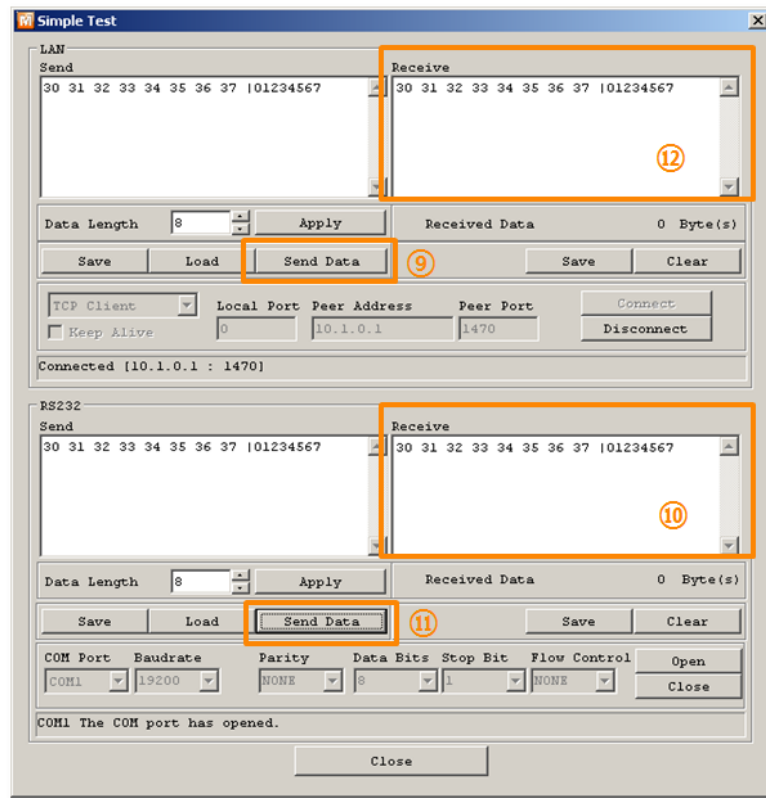 Simple Test
LAN
Send Receive
30 31 32 33 34 35 36 37 |01234567 30 31 32 33 34 35 36 37 |01234567
⑫
Data Length 8 Apply Received Data 0 Byte(s)
Save Load Send Data ⑨ Save Clear
TCP Client Local Port Peer Address Peer Port Connect
Keep Alive 0 10.1.0.1 1470 Disconnect
Connected [10.1.0.1 : 1470]
RS232
Send Receive
30 31 32 33 34 35 36 37 |01234567 30 31 32 33 34 35 36 37 |01234567
⑩
Data Length 8 Apply Received Data 0 Byte(s)
Save Load Send Data ⑪ Save Clear
COM Port Baudrate Parity Data Bits Stop Bit Flow Control Open
COM1 19200 NONE 8 1 NONE Close
COM1 The COM port has opened.
Close